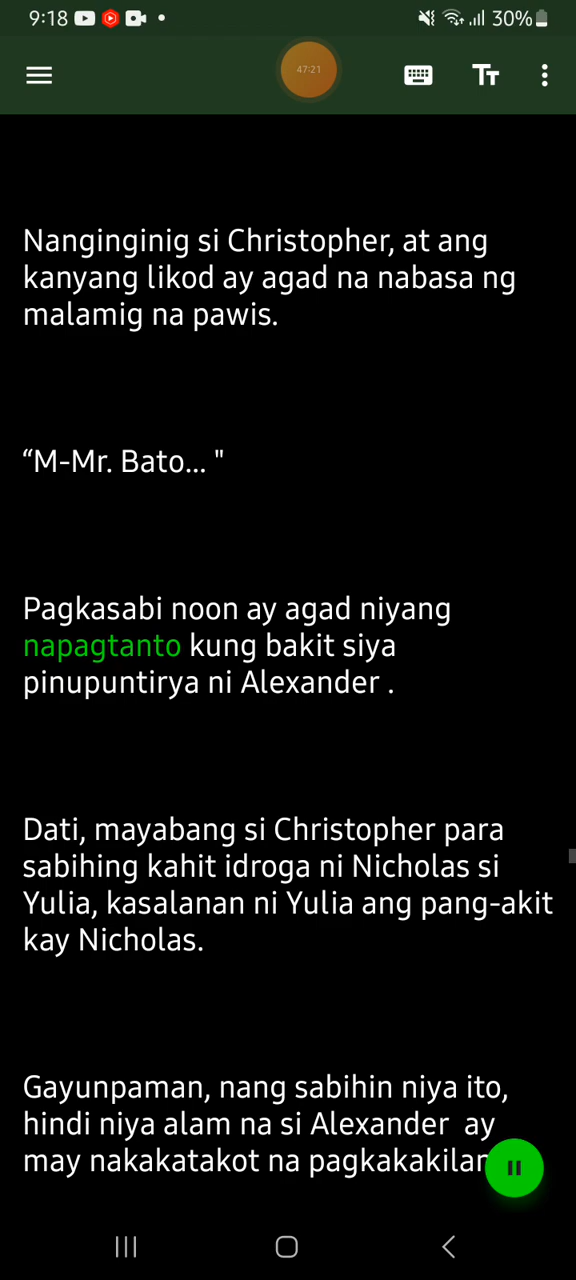 9:18
30%
47:21
Nanginginig si Christopher, at ang
kanyang likod ay agad na nabasa ng
malamig na pawis.
“M-Mr. Bato... "
Pagkasabi noon ay agad niyang
napagtanto kung bakit siya
pinupuntirya ni Alexander .
Dati, mayabang si Christopher para
sabihing kahit idroga ni Nicholas si
Yulia, kasalanan ni Yulia ang pang-akit
kay Nicholas.
Gayunpaman, nang sabihin niya ito,
hindi niya alam na si Alexander  ay
may nakakatakot na